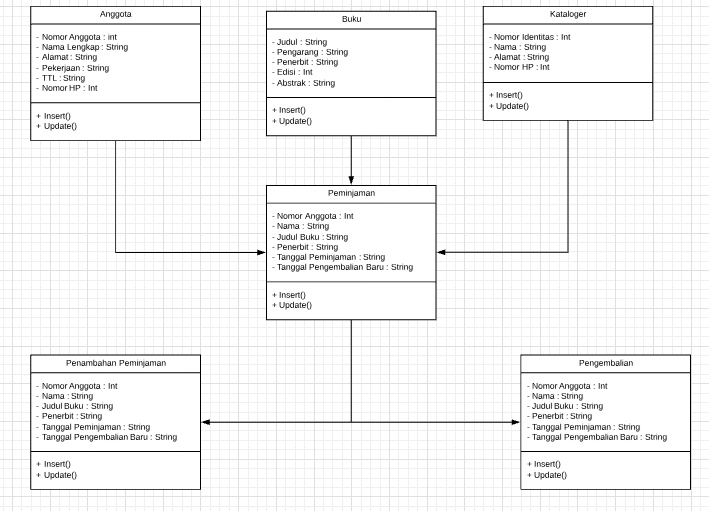 Anggota
- Nomor Anggota : int
- Nama Lengkap : String
- Alamat : String
- Pekerjaan : String
- TTL : String
- Nomor HP : Int
+ Insert()
+ Update()
Buku
- Judul : String
- Pengarang : String
- Penerbit : String
- Edisi : Int
- Abstrak : String
+ Insert()
+ Update()
Kataloger
- Nomor Identitas : Int
- Nama : String
- Alamat : String
- Nomor HP : Int
+ Insert()
+ Update()
Peminjaman
- Nomor Anggota : Int
- Nama : String
- Judul Buku : String
- Penerbit : String
- Tanggal Peminjaman : String
- Tanggal Pengembalian Baru : String
+ Insert()
+ Update()
Penambahan Peminjaman
- Nomor Anggota : Int
- Nama : String
- Judul Buku : String
- Penerbit : String
- Tanggal Peminjaman : String
- Tanggal Pengembalian Baru : String
+ Insert()
+ Update()
Pengembalian
- Nomor Anggota : Int
- Nama : String
- Judul Buku : String
- Penerbit : String
- Tanggal Peminjaman : String
- Tanggal Pengembalian Baru : String
+ Insert()
+ Update()